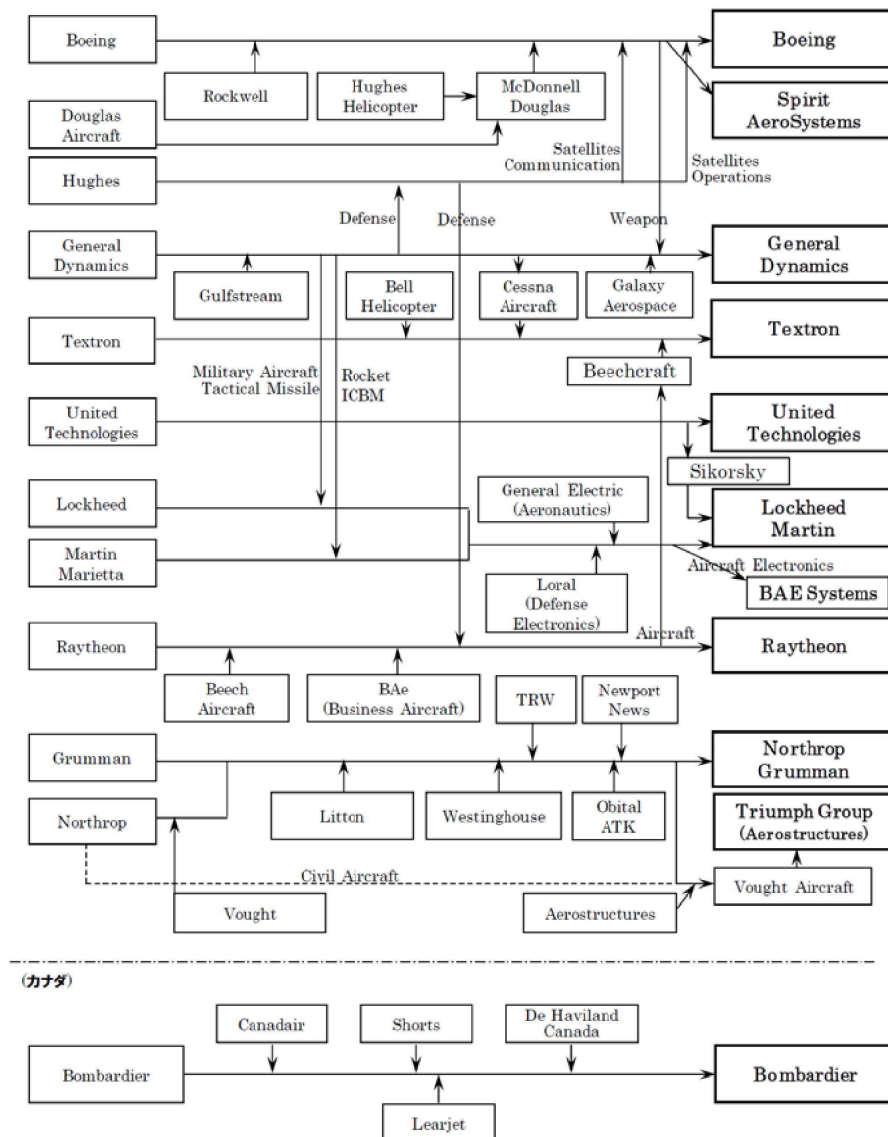 Boeing
Boeing
Rockwell
Hughes
Helicopter
McDonnell
Douglas
Spirit
AeroSystems
Douglas
Aircraft
Satellites
Communication
Satellites
Operations
Hughes
Defense
Defense
Weapon
General
Dynamics
General
Dynamics
Gulfstream
Bell
Helicopter
Cessna
Aircraft
Galaxy
Aerospace
Textron
Textron
Military Aircraft
Tactical Missile
Rocket
ICBM
Beechcraft
United
Technologies
United
Technologies
Sikorsky
Lockheed
General Electric
(Aeronautics)
Lockheed
Martin
Martin
Marietta
Aircraft Electronics
Loral
(Defense
Electronics)
BAE Systems
Aircraft
Raytheon
Raytheon
Beech
Aircraft
BAe
(Business Aircraft)
TRW
Newport
News
Grumman
Northrop
Grumman
Litton
Westinghouse
Obital
ATK
Northrop
Triumph Group
(Aerostructures)
Civil Aircraft
Vought Aircraft
Vought
Aerostructures
(カナダ)
Canadair
Shorts
De Haviland
Canada
Bombardier
Bombardier
Learjet